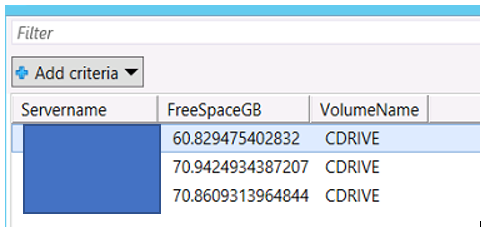 Filter
Add criteria
Servername FreeSpaceGB VolumeName
60.829475402832 CDRIVE
70.9424934387207 CDRIVE
70.8609313964844 CDRIVE